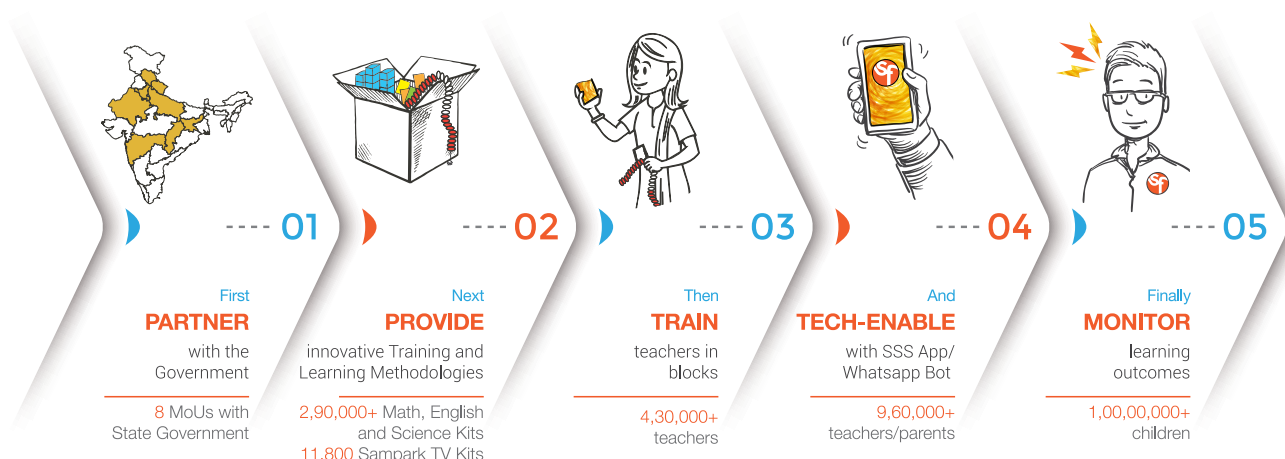 01
First
PARTNER
with the
Government
8 MoUs with
State Government
02
Next
PROVIDE
innovative Training and
Learning Methodologies
2,90,000+ Math, English
and Science Kits
11,800 Sampark TV Kits
03
Then
TRAIN
teachers in
blocks
4,30,000+
teachers
Sf
04
And
TECH-ENABLE
with SSS App/
Whatsapp Bot
9,60,000+
teachers/parents
Sf
05
Finally
MONITOR
learning
outcomes
1,00,00,000+
children